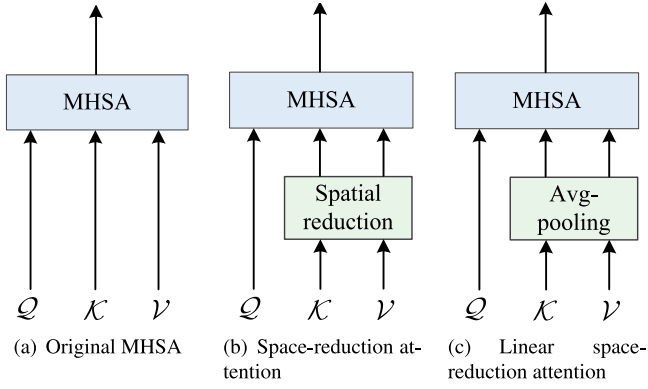 MHSA
MHSA
MHSA
Spatial
reduction
Avg-
pooling
Q K V
Q K V
Q K V
(a) Original MHSA
(b) Space-reduction at-
tention
(c) Linear space-
reduction attention